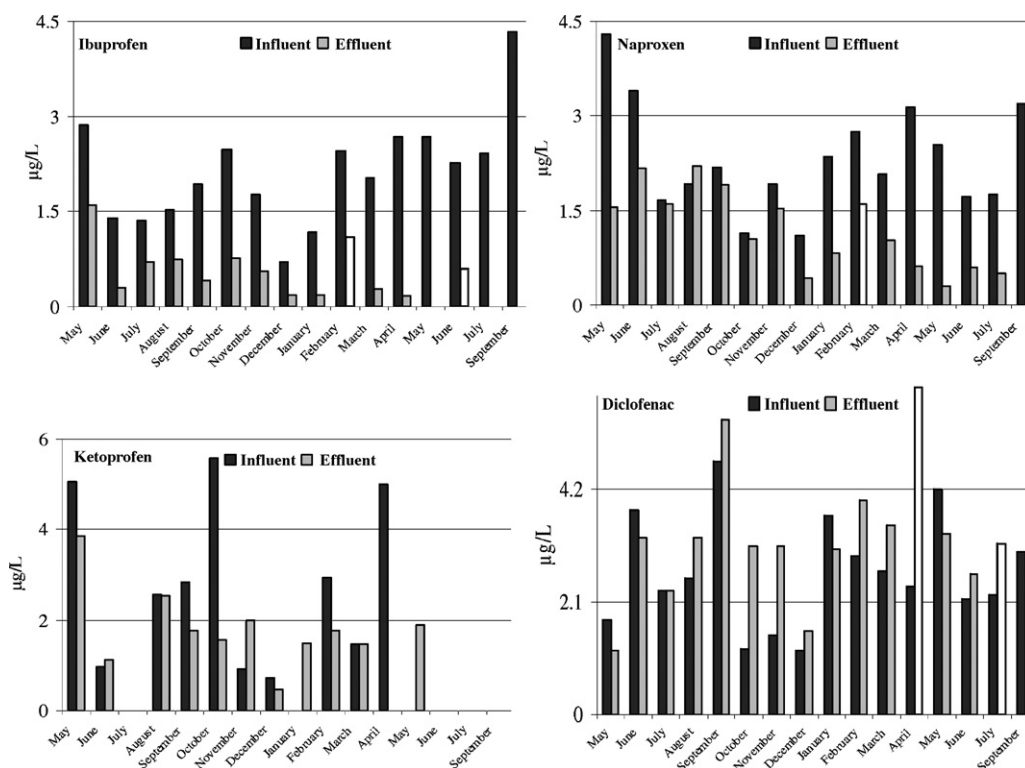 Ibuprofen
Influent Effluent
4.5
3
1.5
0
µg/L
May June July August September October November December January February March April May June July September
Naproxen
Influent Effluent
4.5
3
1.5
0
µg/L
May June July August September October November December January February March April May June July September
Ketoprofen
Influent Effluent
6
4
2
0
µg/L
May June July August September October November December January February March April May June July September
Diclofenac
Influent Effluent
4.2
2.1
0
µg/L
May June July August September October November December January February March April May June July September